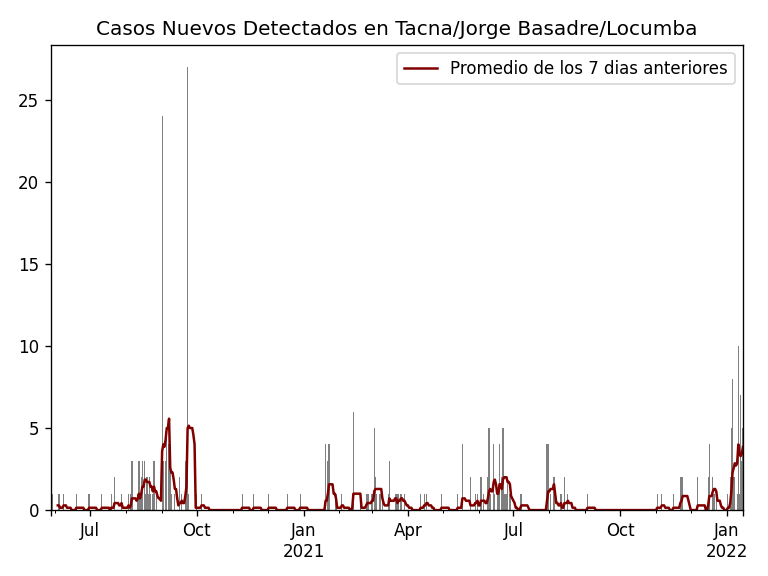 Casos Nuevos Detectados en Tacna/Jorge Basadre/Locumba
Promedio de los 7 dias anteriores
25
20
15
10
5
0
Jul
Oct
Jan
2021
Apr
Jul
Oct
Jan
2022